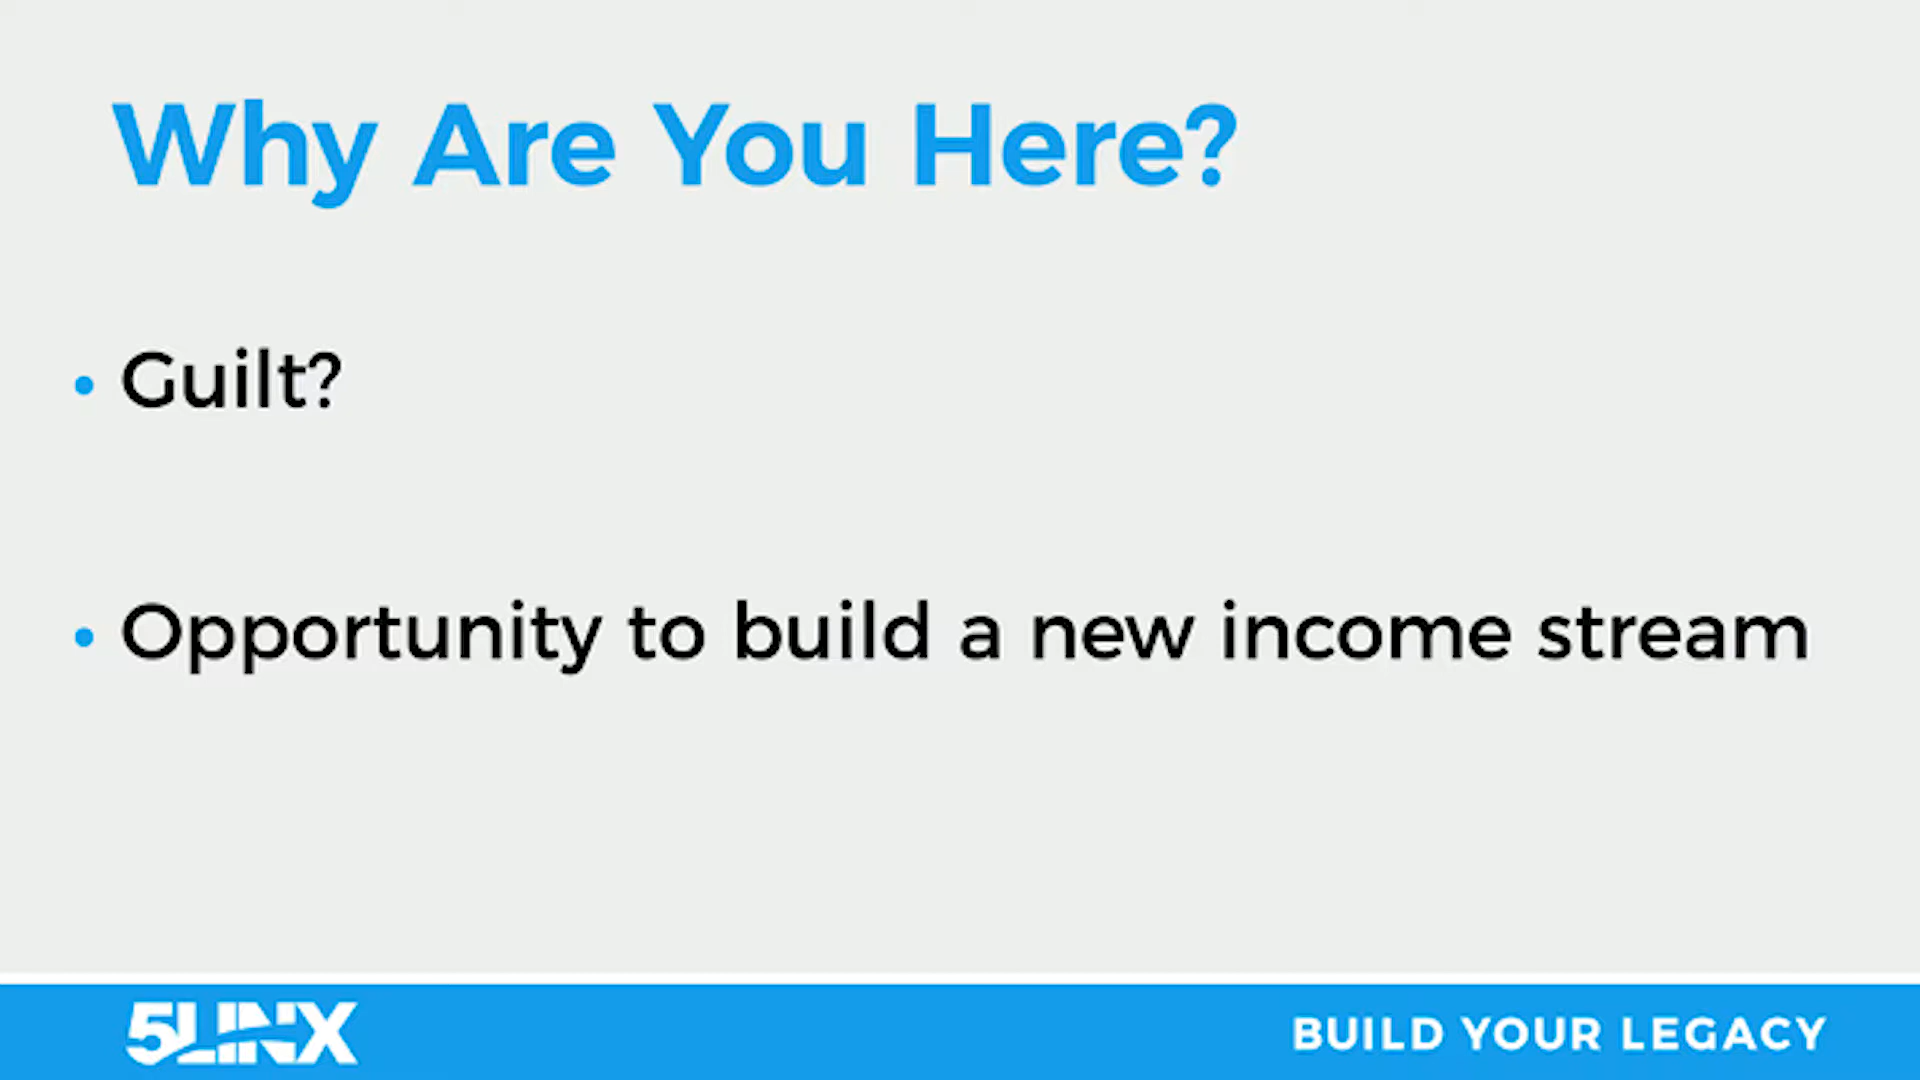 Why Are You Here?
• Guilt?
• Opportunity to build a new income stream
5LINX
BUILD YOUR LEGACY